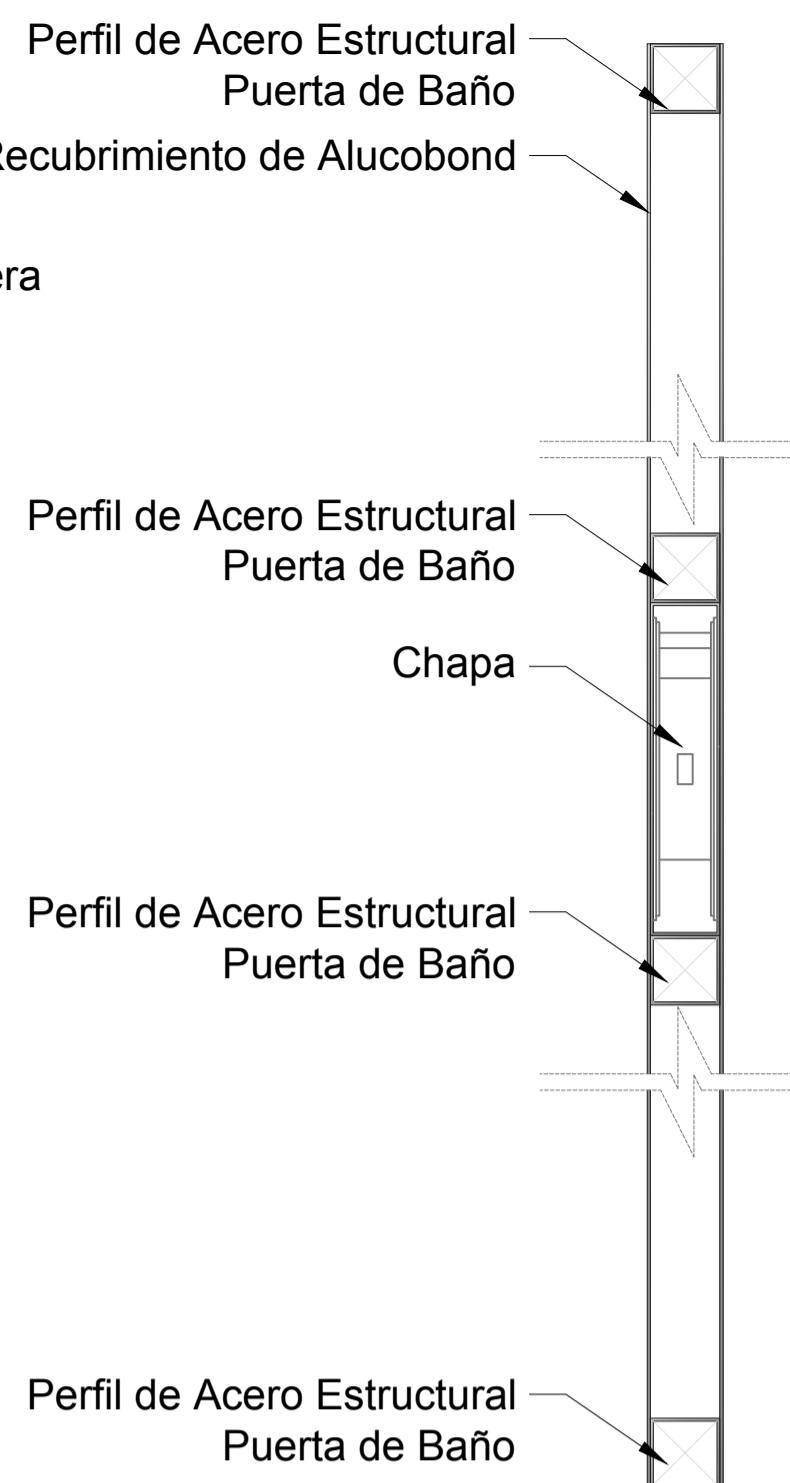 Perfil de Acero Estructural
Puerta de Baño
Recubrimiento de Alucobond
era
Perfil de Acero Estructural
Puerta de Baño
Chapa
Perfil de Acero Estructural
Puerta de Baño
Perfil de Acero Estructural
Puerta de Baño